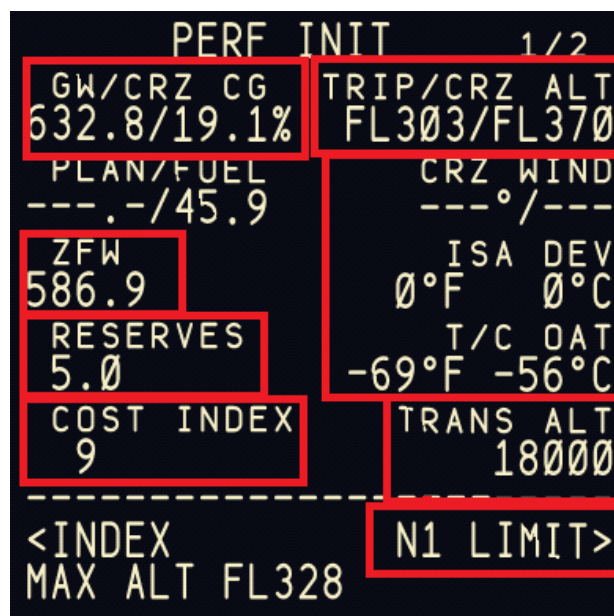 PERF INIT 1/2
GW/CRZ CG TRIP/CRZ ALT
632.8/19.1% FL303/FL370
PLAN/FUEL CRZ WIND
---.-/45.9 ---°/---
ZFW ISA DEV
586.9 0°F 0°C
RESERVES T/C OAT
5.0 -69°F -56°C
COST INDEX TRANS ALT
9 18000
------------------------
<INDEX N1 LIMIT>
MAX ALT FL328